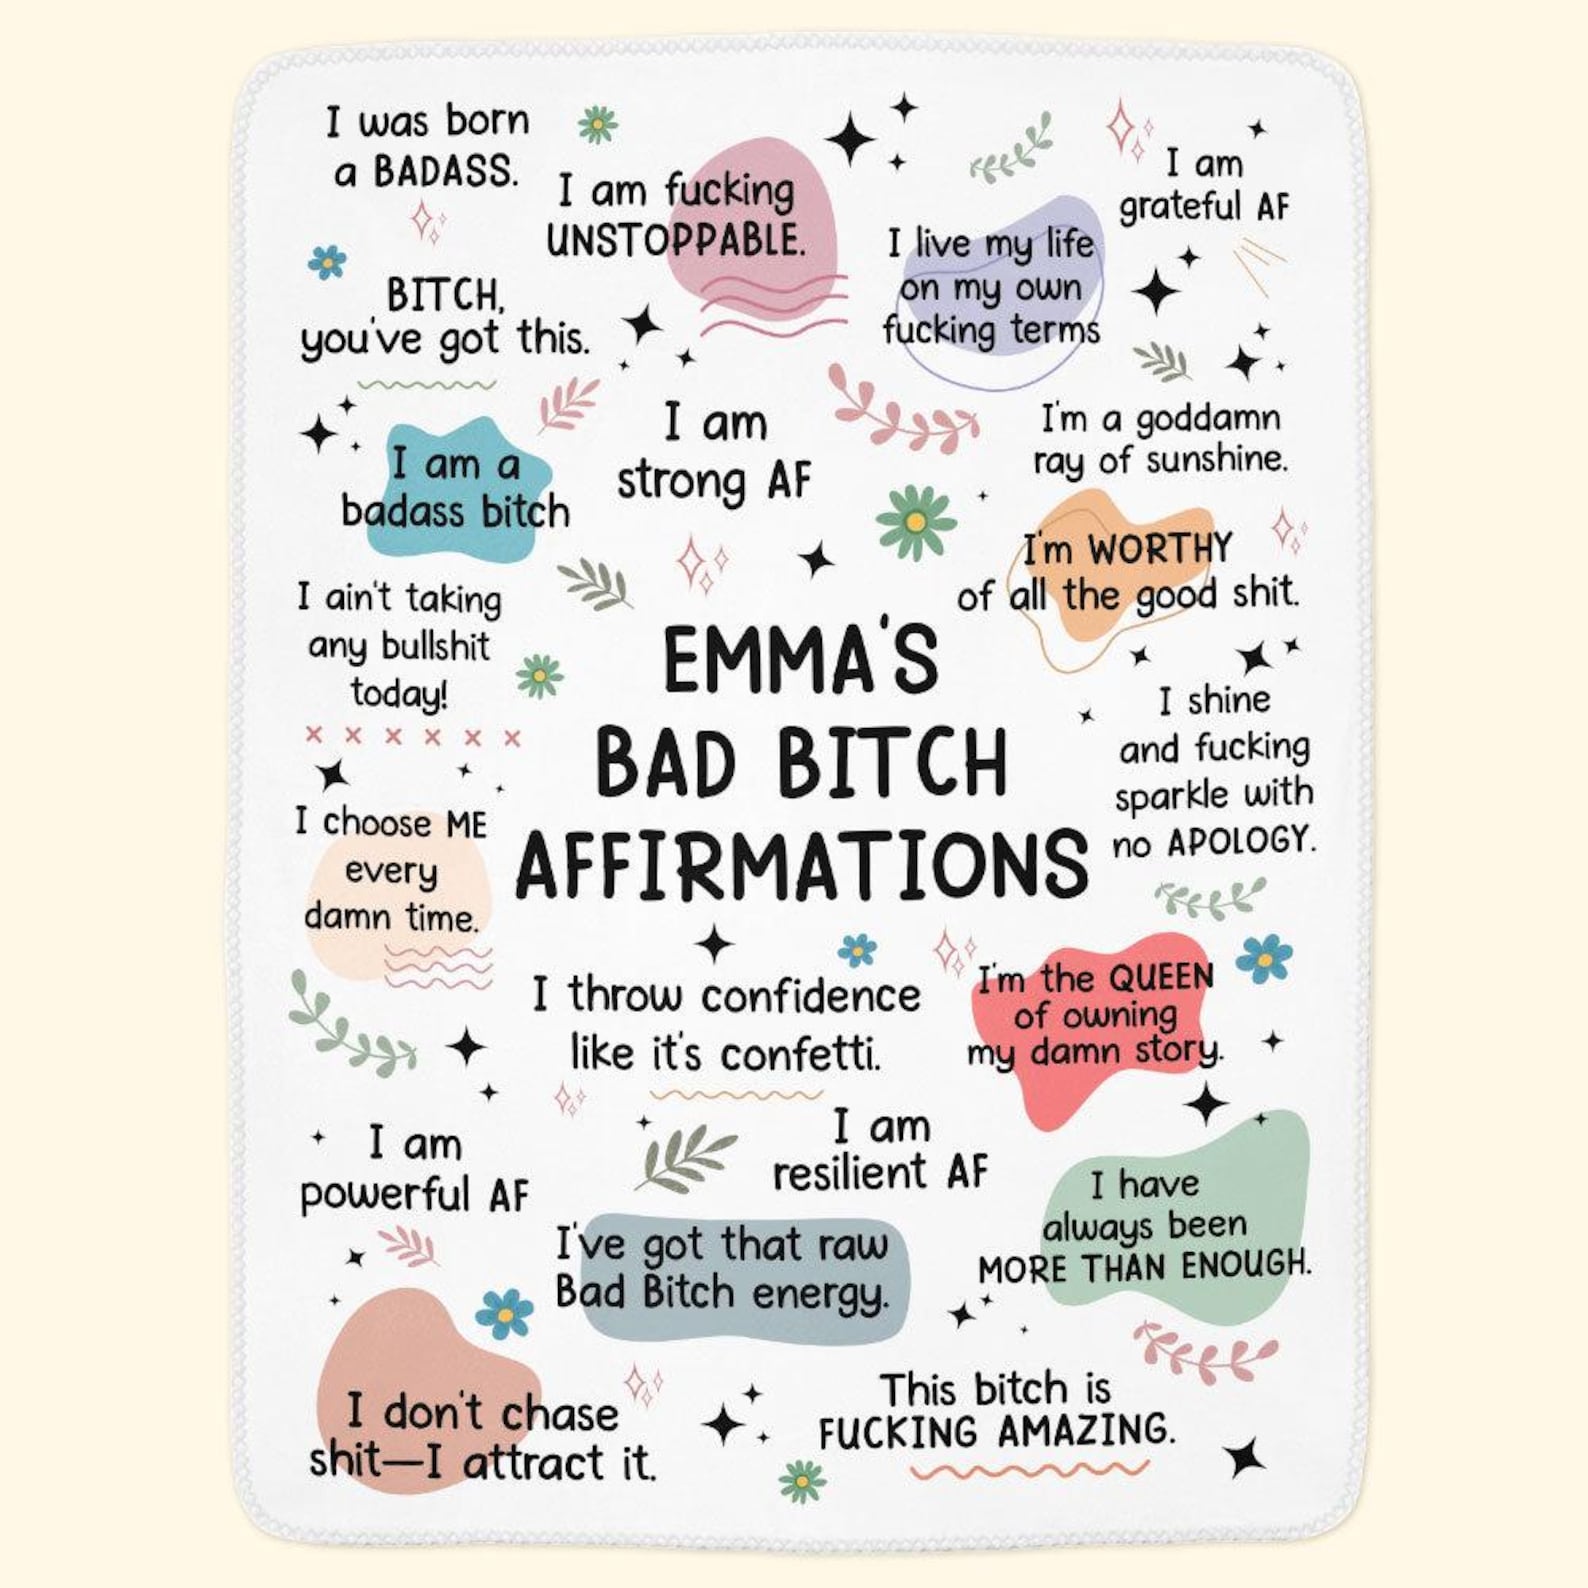 I was born
a BADASS.
I am fucking
UNSTOPPABLE.
I am
grateful AF
I live my life
on my own
fucking terms
BITCH,
you've got this.
I am a
badass bitch
I am
strong AF
I'm a goddamn
ray of sunshine.
I'm WORTHY
of all the good shit.
I ain't taking
any bullshit
today!
EMMA'S
BAD BITCH
AFFIRMATIONS
I shine
and fucking
sparkle with
no APOLOGY.
I choose ME
every
damn time.
I throw confidence
like it's confetti.
I'm the QUEEN
of owning
my damn story.
I am
powerful AF
I am
resilient AF
I have
always been
MORE THAN ENOUGH.
I've got that raw
Bad Bitch energy.
I don't chase
shit—I attract it.
This bitch is
FUCKING AMAZING.